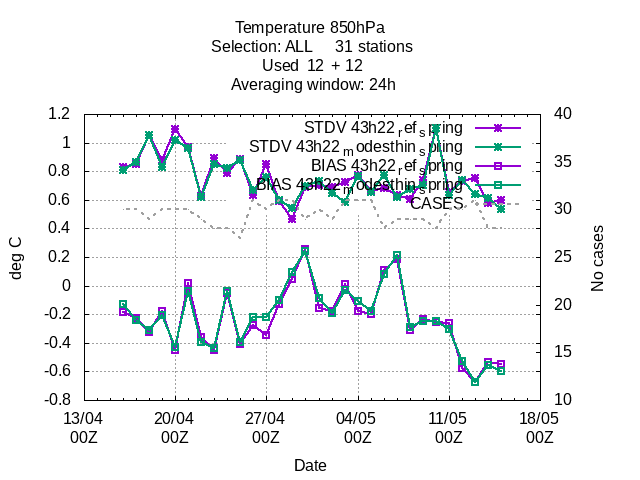 Temperature 850hPa
Selection: ALL 31 stations
Used 12 + 12
Averaging window: 24h
STDV 43h22_ref_spring
STDV 43h22_modesthin_spring
BIAS 43h22_ref_spring
BIAS 43h22_modesthin_spring
CASES
1.2
1
0.8
0.6
0.4
0.2
0
-0.2
-0.4
-0.6
-0.8
deg C
40
35
30
25
20
15
10
No cases
13/04 20/04 27/04 04/05 11/05 18/05
00Z 00Z 00Z 00Z 00Z 00Z
Date